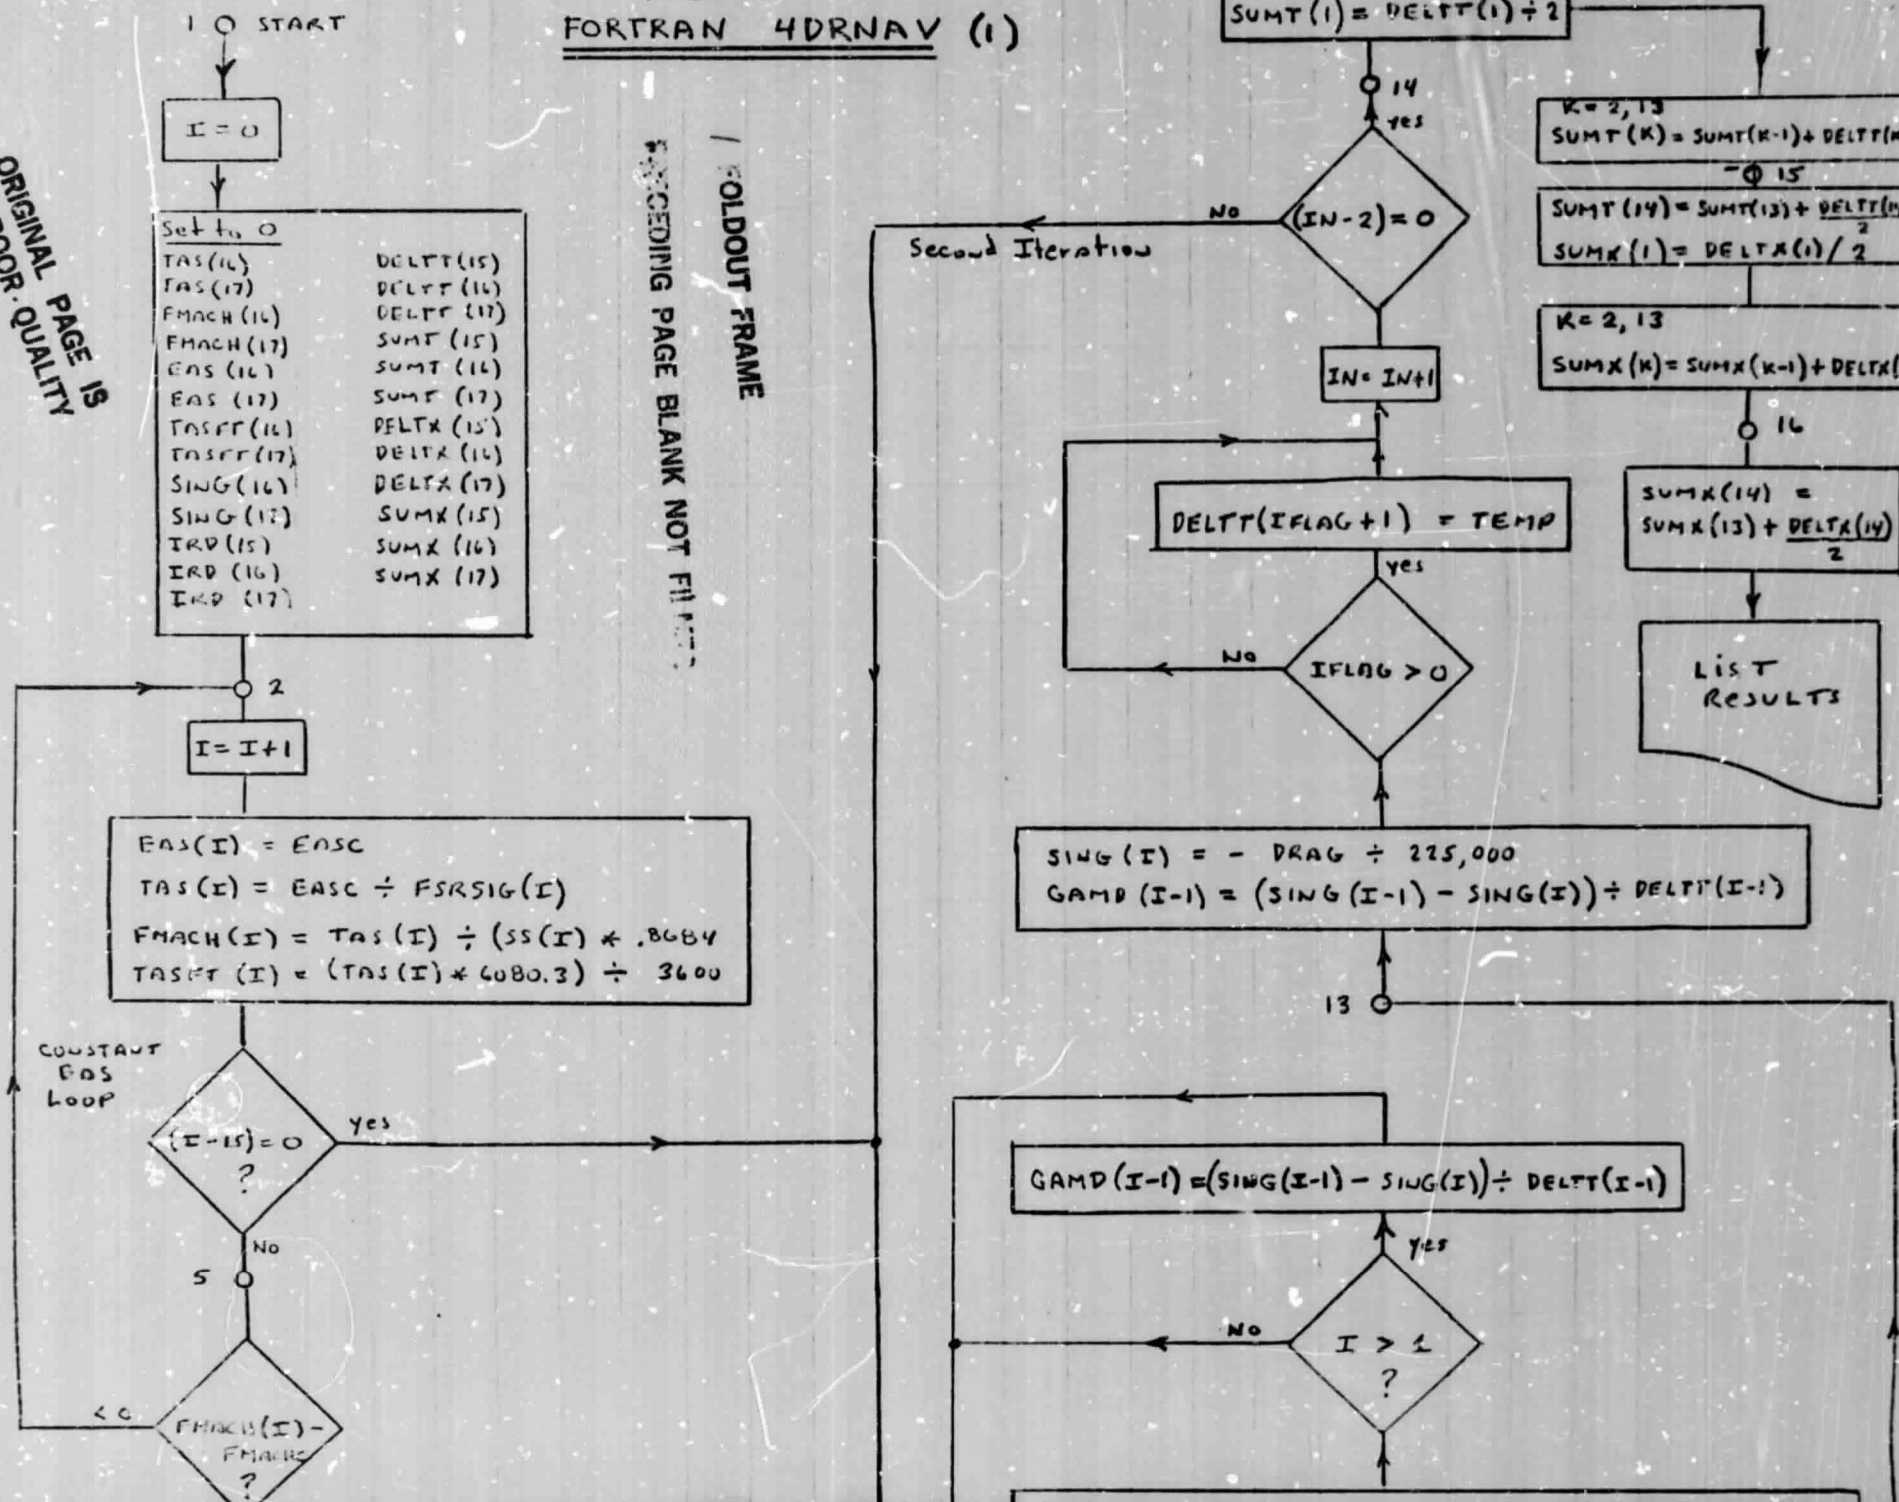 FORTRAN 4DRNAV (1)
1 START
I = 0
Set to 0
TAS(16)
TAS(17)
FMACH(16)
FMACH(17)
EAS (16)
EAS (17)
TASFT(16)
TASFT(17)
SING(16)
SING(17)
IRD(15)
IRD (16)
IRD (17)
DELTT(15)
DELTT (16)
DELTT (17)
SUMT (15)
SUMT (16)
SUMT (17)
DELTX (15)
DELTX (16)
DELTX (17)
SUMX (15)
SUMX (16)
SUMX (17)
2
I = I+1
EAS(I) = EASC
TAS(I) = EASC ÷ FSRSIG(I)
FMACH(I) = TAS(I) ÷ (SS(I) * .8684
TASFT (I) = (TAS(I) * 6080.3) ÷ 3600
CONSTANT
EAS
LOOP
(I-15) = 0
?
yes
NO
5
< 0
FMACH(I) -
FMACHC
?
ORIGINAL PAGE IS
POOR QUALITY
/ FOLDOUT FRAME
PRECEDING PAGE BLANK NOT FILMED
SUMT (1) = DELTT(1) ÷ 2
14
yes
(IN-2) = 0
NO
Second Iteration
IN = IN+1
DELTT(IFLAG+1) = TEMP
yes
IFLAG > 0
NO
SING (I) = - DRAG ÷ 225,000
GAMD (I-1) = (SING (I-1) - SING(I)) ÷ DELTT(I-1)
13
GAMD (I-1) = (SING(I-1) - SING(I)) ÷ DELTT(I-1)
yes
NO
I > 1
?
K = 2, 13
SUMT (K) = SUMT(K-1) + DELTT(K
15
SUMT (14) = SUMT(13) + DELTT(14
2
SUMX (1) = DELTX(1) / 2
K = 2, 13
SUMX (K) = SUMX (K-1) + DELTX(
16
SUMX(14) =
SUMX(13) + DELTX(14)
2
LIST
RESULTS